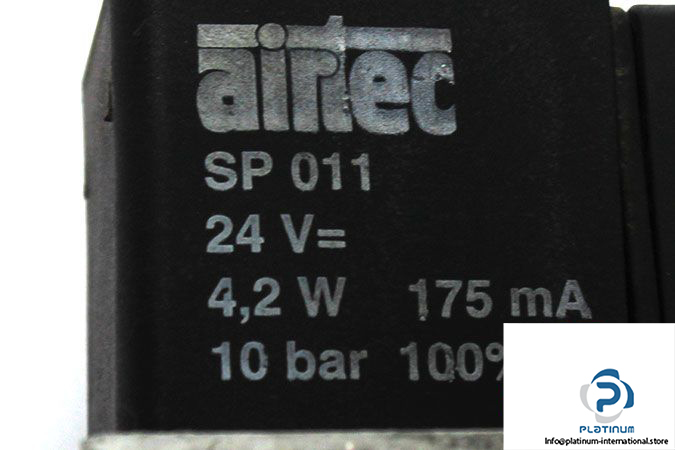 airtec
SP 011
24 V=
4,2 W 175 mA
10 bar 100%
PLATINUM
Info@platinum-international.store